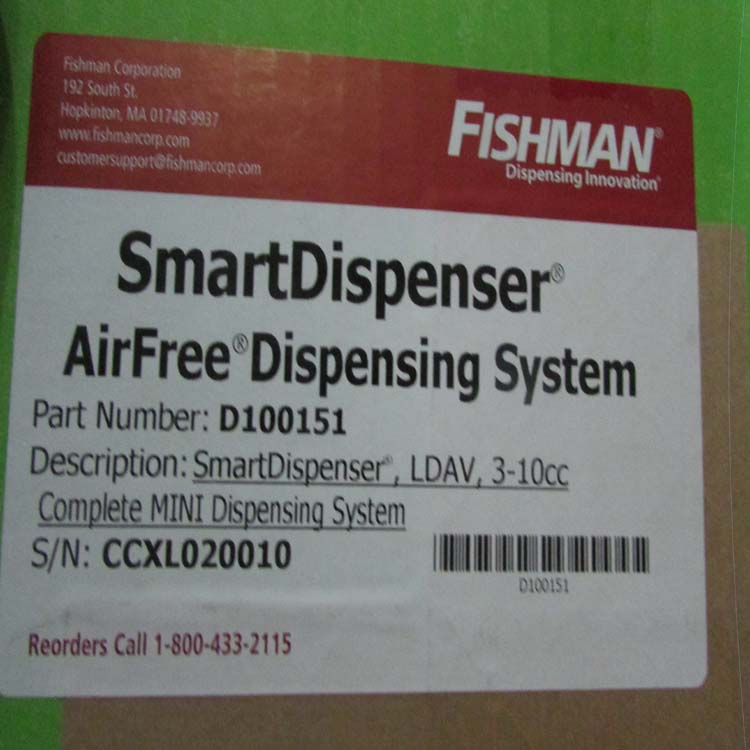 Fishman Corporation
192 South St.
Hopkinton, MA 01748-9937
www.fishmancorp.com
customersupport@fishmancorp.com
FISHMAN®
Dispensing Innovation®
SmartDispenser®
AirFree® Dispensing System
Part Number: D100151
Description: SmartDispenser®, LDAV, 3-10cc
Complete MINI Dispensing System
S/N: CCXL020010
D100151
Reorders Call 1-800-433-2115